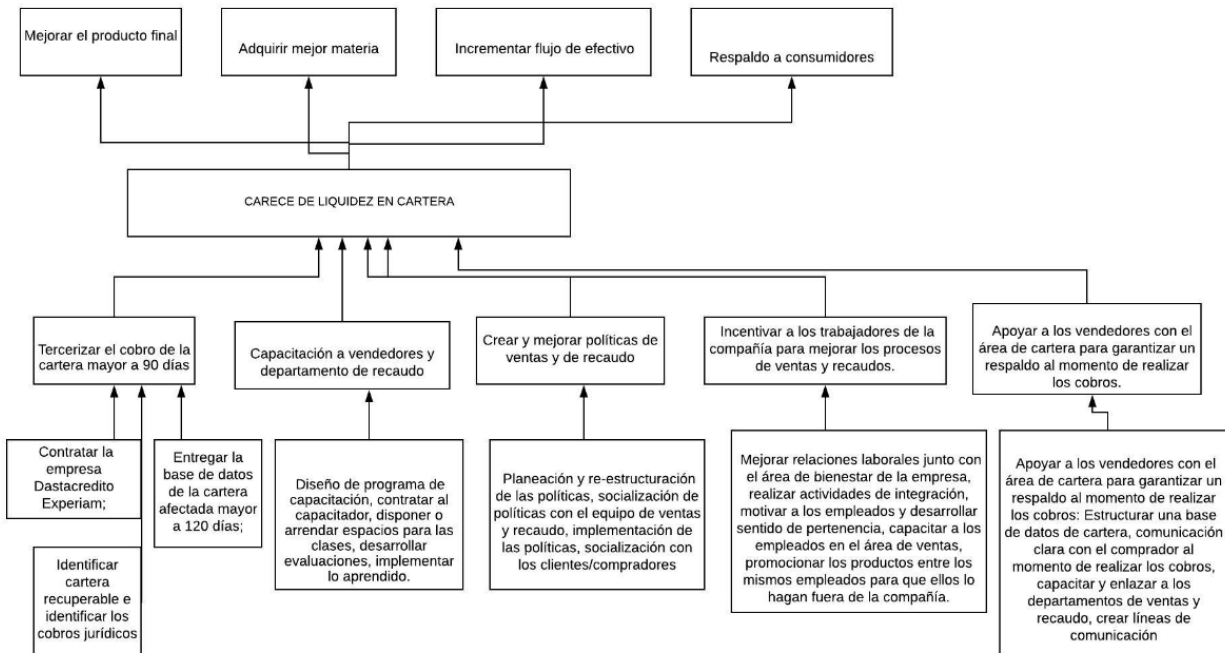 Mejorar el producto final
Adquirir mejor materia
Incrementar flujo de efectivo
Respaldo a consumidores
CARECE DE LIQUIDEZ EN CARTERA
Tercerizar el cobro de la
cartera mayor a 90 días
Capacitación a vendedores y
departamento de recaudo
Crear y mejorar políticas de
ventas y de recaudo
Incentivar a los trabajadores de la
compañía para mejorar los procesos
de ventas y recaudos.
Apoyar a los vendedores con el
área de cartera para garantizar un
respaldo al momento de realizar
los cobros.
Contratar la
empresa
Dastacredito
Experiam;
Entregar la
base de datos
de la cartera
afectada mayor
a 120 días;
Identificar
cartera
recuperable e
identificar los
cobros jurídicos
Diseño de programa de
capacitación, contratar al
capacitador, disponer o
arrendar espacios para las
clases, desarrollar
evaluaciones, implementar
lo aprendido.
Planeación y re-estructuración
de las políticas, socialización de
políticas con el equipo de ventas
y recaudo, implementación de
las políticas, socialización con
los clientes/compradores
Mejorar relaciones laborales junto con
el área de bienestar de la empresa,
realizar actividades de integración,
motivar a los empleados y desarrollar
sentido de pertenencia, capacitar a los
empleados en el área de ventas,
promocionar los productos entre los
mismos empleados para que ellos lo
hagan fuera de la compañía.
Apoyar a los vendedores con el
área de cartera para garantizar un
respaldo al momento de realizar
los cobros: Estructurar una base
de datos de cartera, comunicación
clara con el comprador al
momento de realizar los cobros,
capacitar y enlazar a los
departamentos de ventas y
recaudo, crear líneas de
comunicación